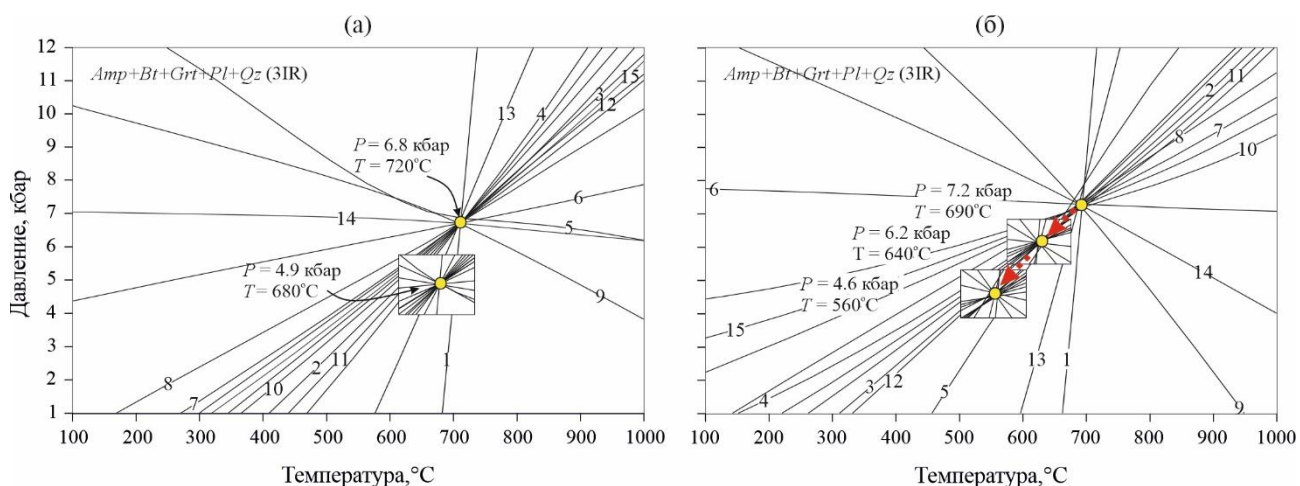 (а)
Amp+Bt+Grt+Pl+Qz (3IR)
P = 6.8 кбар
T = 720°C
P = 4.9 кбар
T = 680°C
13
4
3
15
12
6
5
14
9
8
7
10
2
11
1
Давление, кбар
12
11
10
9
8
7
6
5
4
3
2
1
100 200 300 400 500 600 700 800 900 1000
Температура,°C
(б)
Amp+Bt+Grt+Pl+Qz (3IR)
P = 7.2 кбар
T = 690°C
P = 6.2 кбар
T = 640°C
P = 4.6 кбар
T = 560°C
2
11
8
7
10
6
14
15
13
1
3
12
4
5
9
100 200 300 400 500 600 700 800 900 1000
Температура,°C